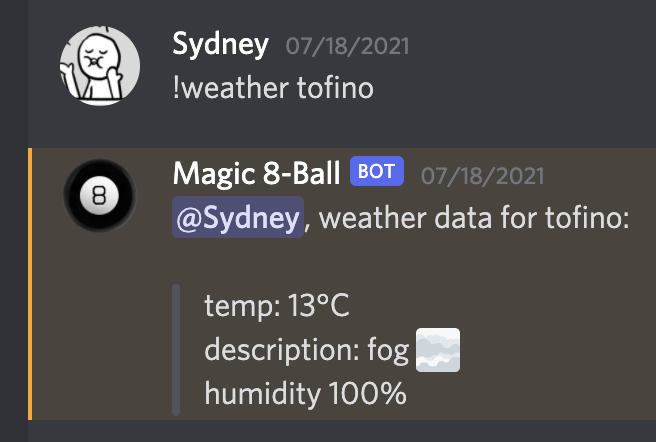 Sydney 07/18/2021
!weather tofino
8
Magic 8-Ball BOT 07/18/2021
@Sydney, weather data for tofino:
temp: 13°C
description: fog
humidity 100%